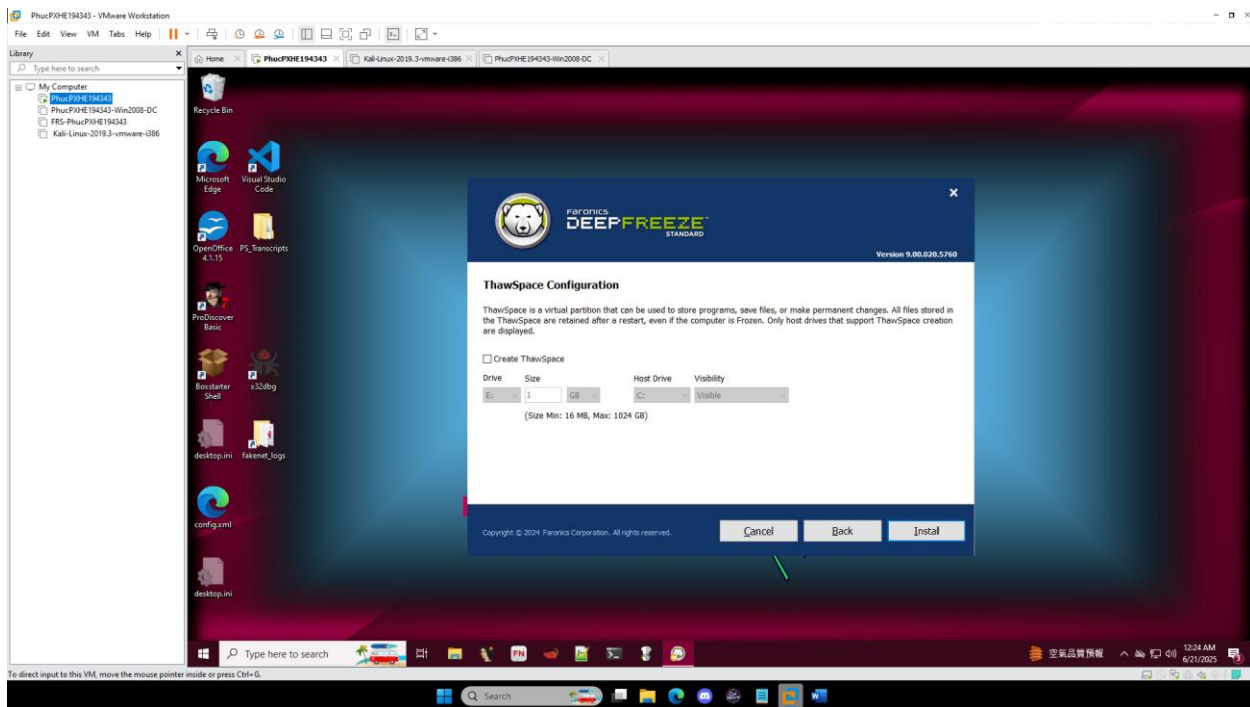 PhucPXHE194343 - VMware Workstation
File Edit View VM Tabs Help
Library
Type here to search
My Computer
PhucPXHE194343
PhucPXHE194343-Win2008-DC
FRS-PhucPXHE194343
Kali-Linux-2019.3-vmware-i386
Home PhucPXHE194343 Kali-Linux-2019.3-vmware-i386 PhucPXHE194343-Win2008-DC
Recycle Bin
Microsoft Edge
Visual Studio Code
OpenOffice 4.1.15
PS_Transcripts
ProDiscover Basic
Boxstarter Shell
x32dbg
desktop.ini
fakenet_logs
config.xml
desktop.ini
FARONICS
DEEPFREEZE
STANDARD
Version 9.00.020.5760
ThawSpace Configuration
ThawSpace is a virtual partition that can be used to store programs, save files, or make permanent changes. All files stored in
the ThawSpace are retained after a restart, even if the computer is Frozen. Only host drives that support ThawSpace creation
are displayed.
Create ThawSpace
Drive Size Host Drive Visibility
E: 1 GB C: Visible
(Size Min: 16 MB, Max: 1024 GB)
Copyright © 2024 Faronics Corporation. All rights reserved.
Cancel Back Install
Type here to search
FN
空氣品質預報
12:24 AM
6/21/2025
3
To direct input to this VM, move the mouse pointer inside or press Ctrl+G.
Search